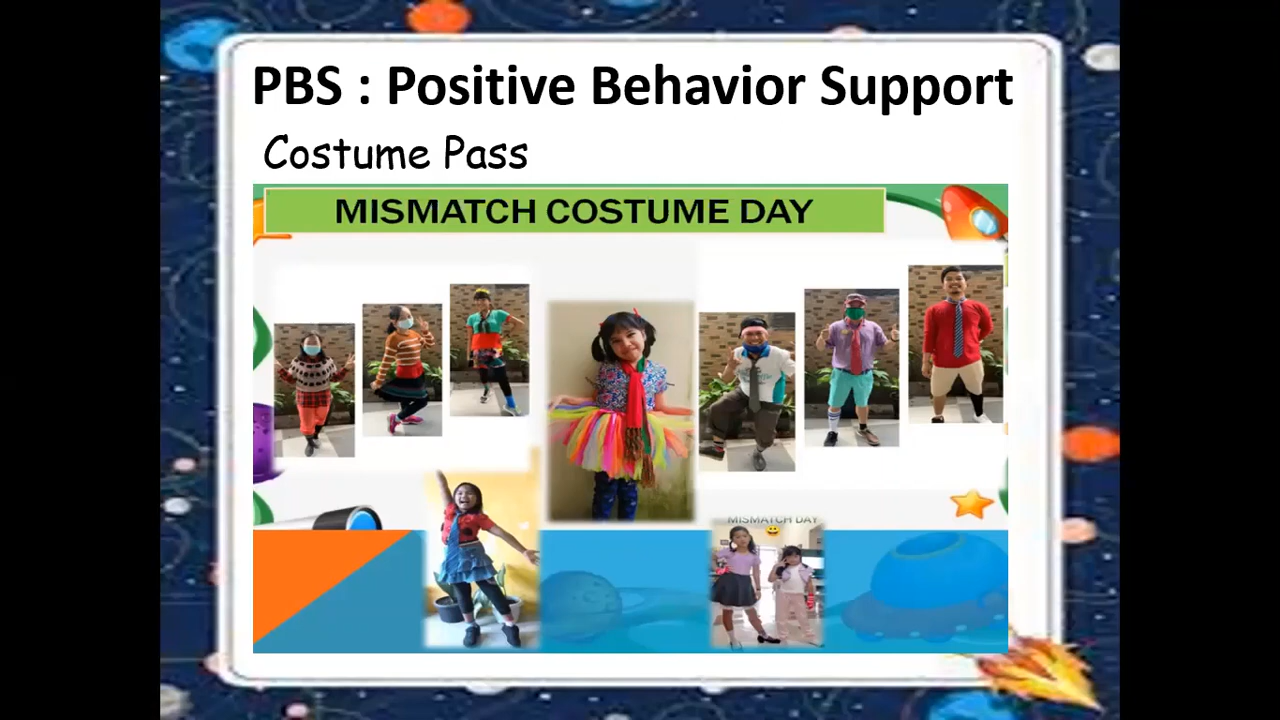 PBS : Positive Behavior Support
Costume Pass
MISMATCH COSTUME DAY
MISMATCH DAY